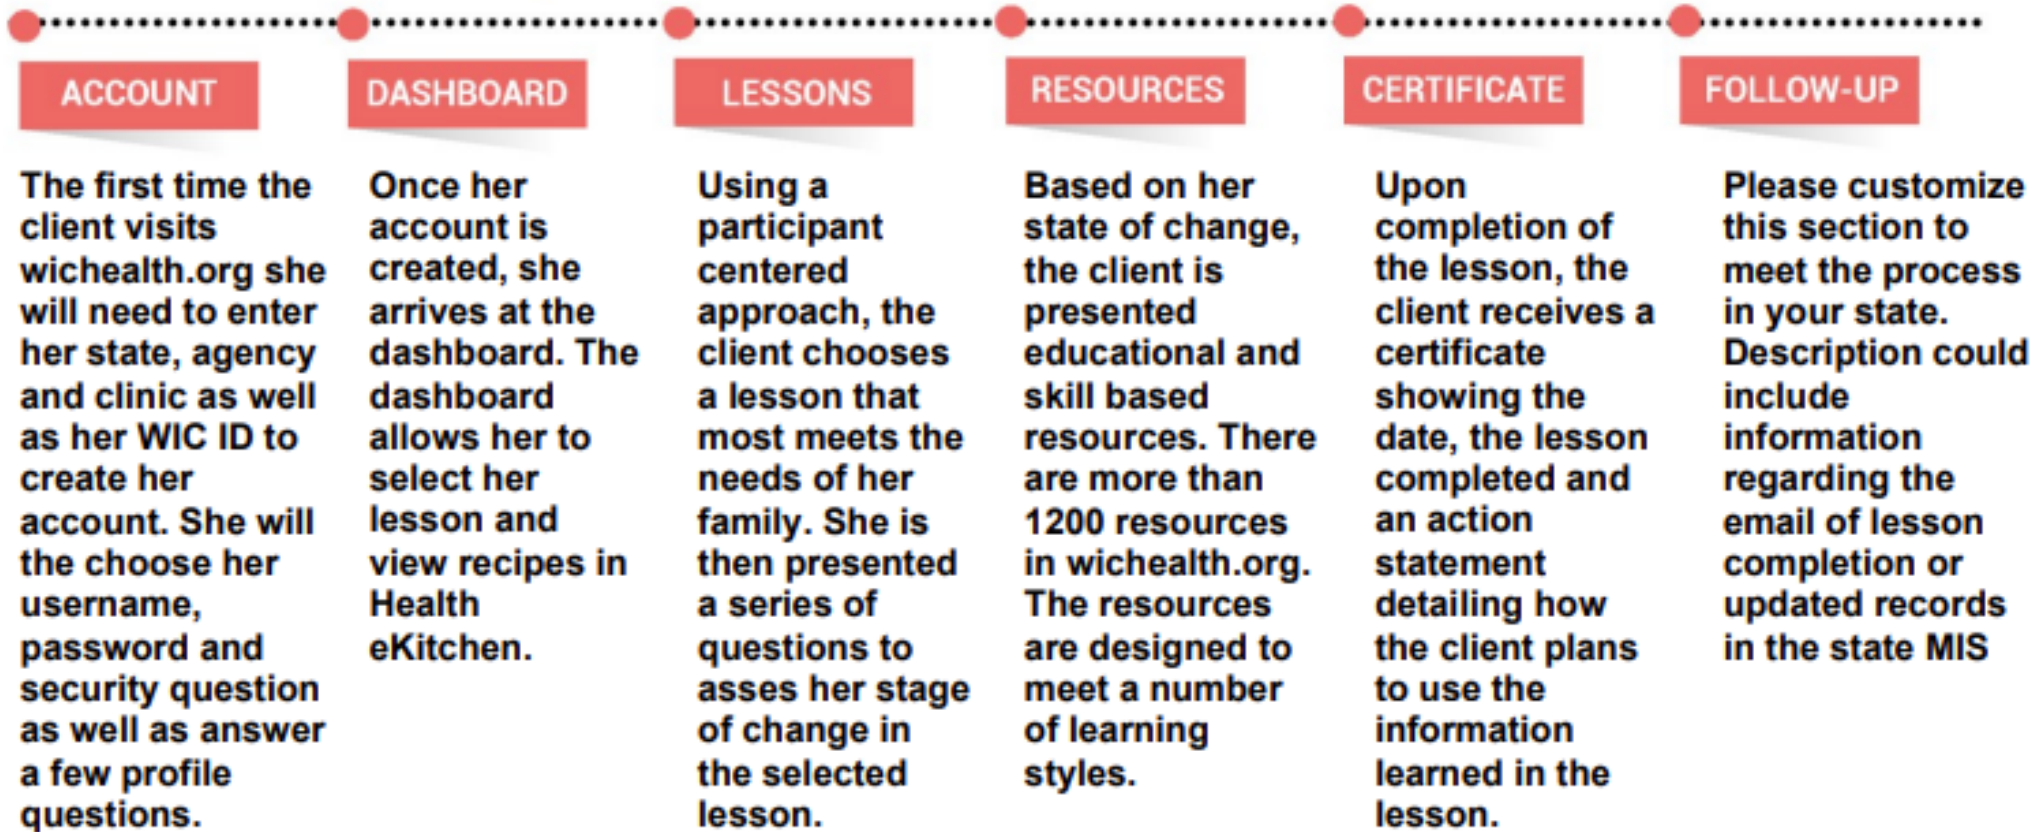 ACCOUNT
The first time the
client visits
wichealth.org she
will need to enter
her state, agency
and clinic as well
as her WIC ID to
create her
account. She will
the choose her
username,
password and
security question
as well as answer
a few profile
questions.
DASHBOARD
Once her
account is
created, she
arrives at the
dashboard. The
dashboard
allows her to
select her
lesson and
view recipes in
Health
eKitchen.
LESSONS
Using a
participant
centered
approach, the
client chooses
a lesson that
most meets the
needs of her
family. She is
then presented
a series of
questions to
asses her stage
of change in
the selected
lesson.
RESOURCES
Based on her
state of change,
the client is
presented
educational and
skill based
resources. There
are more than
1200 resources
in wichealth.org.
The resources
are designed to
meet a number
of learning
styles.
CERTIFICATE
Upon
completion of
the lesson, the
client receives a
certificate
showing the
date, the lesson
completed and
an action
statement
detailing how
the client plans
to use the
information
learned in the
lesson.
FOLLOW-UP
Please customize
this section to
meet the process
in your state.
Description could
include
information
regarding the
email of lesson
completion or
updated records
in the state MIS